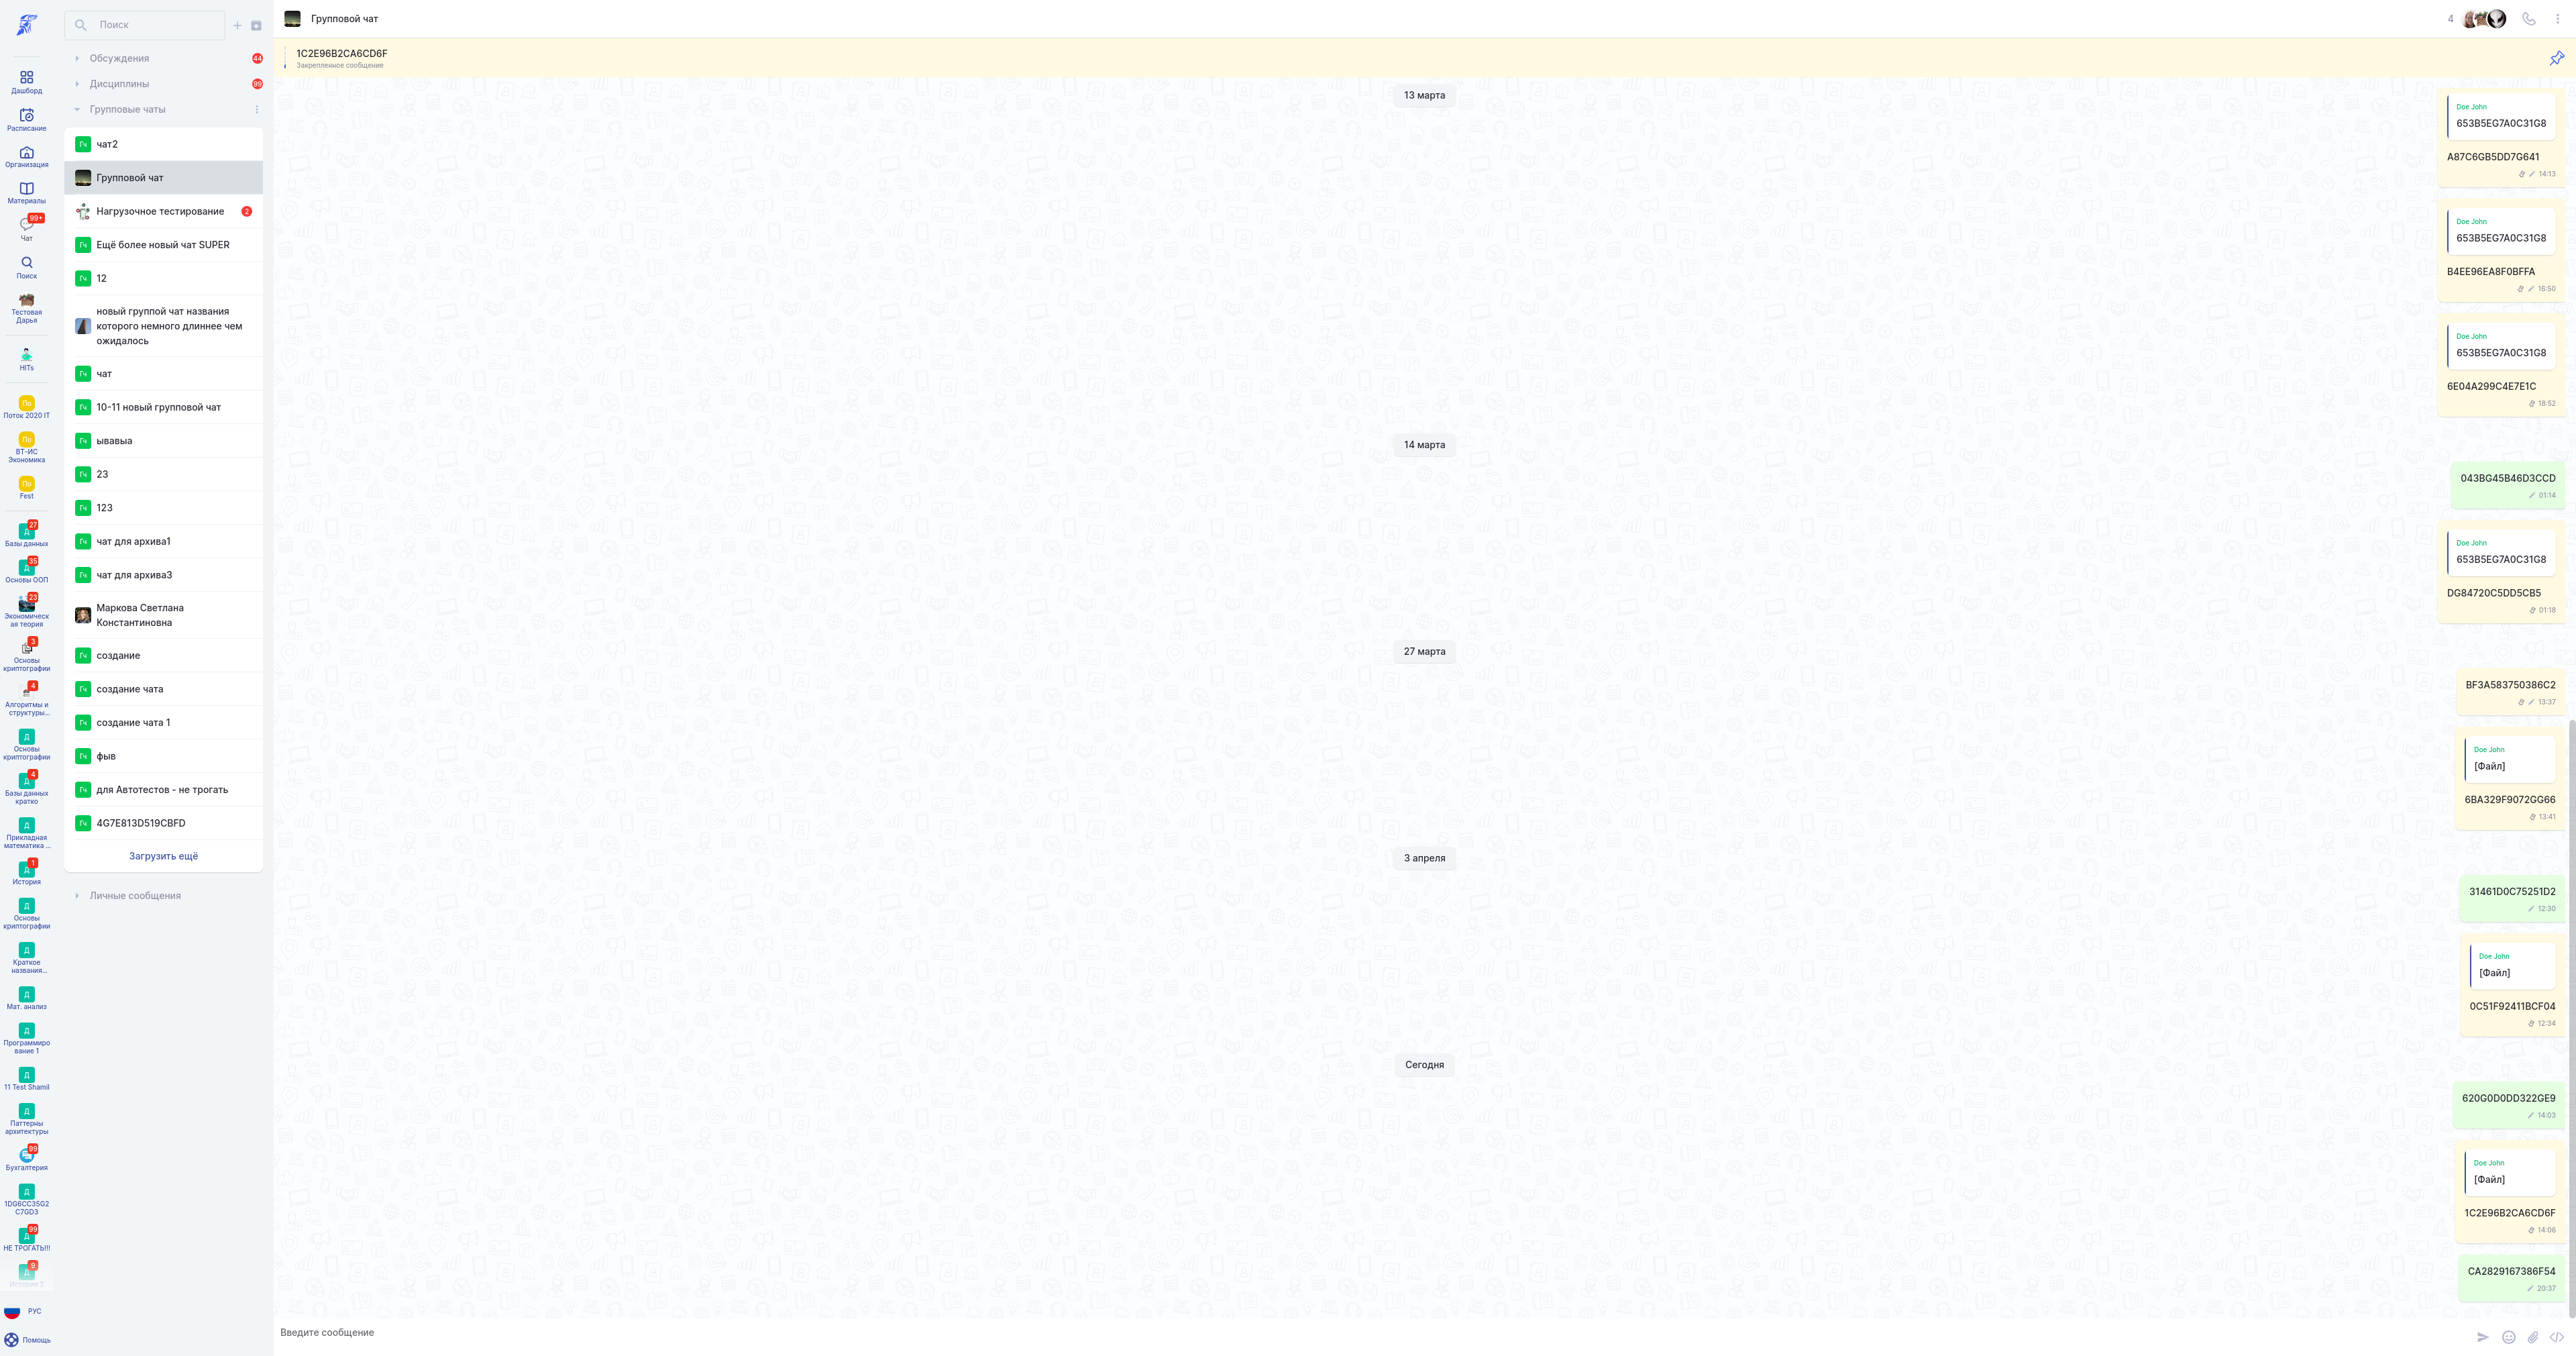 Дашборд
Расписание
Организация
Материалы
99+
Чат
Поиск
Тестовая
Дарья
HITs
По
Поток 2020 IT
По
ВТ-ИС
Экономика
По
Fest
27
Д
Базы данных
35
Д
Основы ООП
23
Экономическ
ая теория
3
Основы
криптографии
4
Алгоритмы и
структуры...
Д
Основы
криптографии
4
Д
Базы данных
кратко
Д
Прикладная
математика ...
1
Д
История
Д
Основы
криптографии
Д
Краткое
названия...
Д
Мат. анализ
Д
Программиро
вание 1
Д
11 Test Shamil
Д
Паттерны
архитектуры
99
Бухгалтерия
Д
1DG6CC35G2
C7GD3
99
Д
НЕ ТРОГАТЬ!!!
9
Д
История 2
РУС
Помощь
Поиск
Обсуждения 44
Дисциплины 99
Групповые чаты
Гч чат2
Групповой чат
Нагрузочное тестирование 2
Гч Ещё более новый чат SUPER
Гч 12
новый группой чат названия
которого немного длиннее чем
ожидалось
Гч чат
Гч 10-11 новый групповой чат
Гч ывавыа
Гч 23
Гч 123
Гч чат для архива1
Гч чат для архива3
Маркова Светлана
Константиновна
Гч создание
Гч создание чата
Гч создание чата 1
Гч фыв
Гч для Автотестов - не трогать
Гч 4G7E813D519CBFD
Загрузить ещё
Личные сообщения
Групповой чат
4
1C2E96B2CA6CD6F
Закрепленное сообщение
13 марта
Doe John
653B5EG7A0C31G8
A87C6GB5DD7G641
14:13
Doe John
653B5EG7A0C31G8
B4EE96EA8F0BFFA
16:50
Doe John
653B5EG7A0C31G8
6E04A299C4E7E1C
18:52
14 марта
043BG45B46D3CCD
01:14
Doe John
653B5EG7A0C31G8
DG84720C5DD5CB5
01:18
27 марта
BF3A583750386C2
13:37
Doe John
[Файл]
6BA329F9072GG66
13:41
3 апреля
31461D0C75251D2
12:30
Doe John
[Файл]
0C51F92411BCF04
12:34
Сегодня
620G0D0DD322GE9
14:03
Doe John
[Файл]
1C2E96B2CA6CD6F
14:06
CA2829167386F54
20:37
Введите сообщение